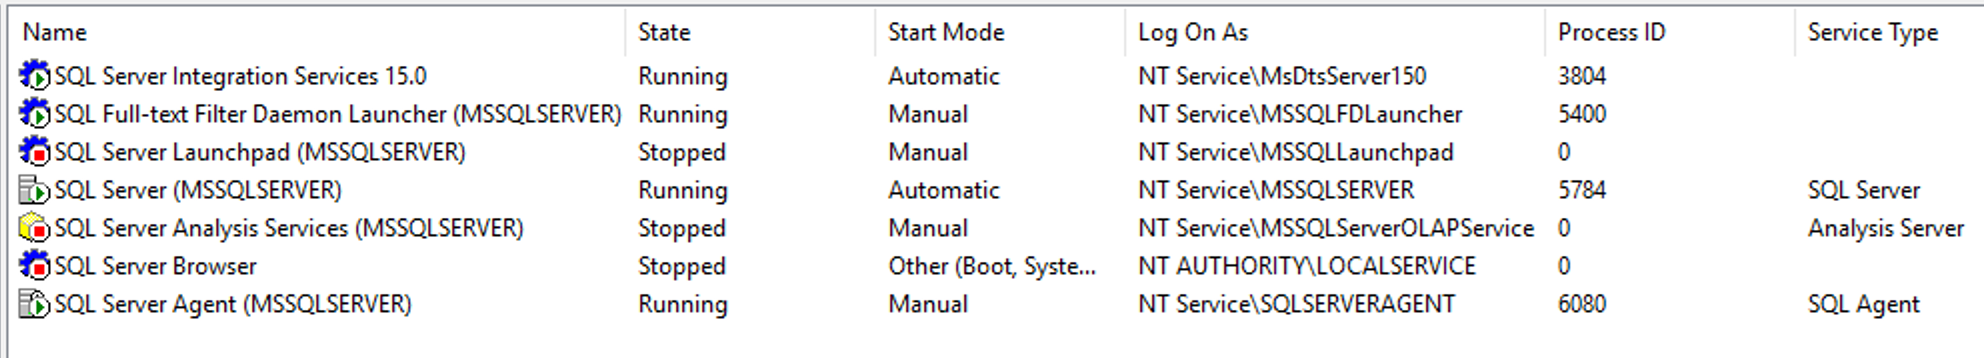 Name State Start Mode Log On As Process ID Service Type
SQL Server Integration Services 15.0 Running Automatic NT Service\MsDtsServer150 3804
SQL Full-text Filter Daemon Launcher (MSSQLSERVER) Running Manual NT Service\MSSQLFDLauncher 5400
SQL Server Launchpad (MSSQLSERVER) Stopped Manual NT Service\MSSQLLaunchpad 0
SQL Server (MSSQLSERVER) Running Automatic NT Service\MSSQLSERVER 5784 SQL Server
SQL Server Analysis Services (MSSQLSERVER) Stopped Manual NT Service\MSSQLServerOLAPService 0 Analysis Server
SQL Server Browser Stopped Other (Boot, Syste... NT AUTHORITY\LOCALSERVICE 0
SQL Server Agent (MSSQLSERVER) Running Manual NT Service\SQLSERVERAGENT 6080 SQL Agent